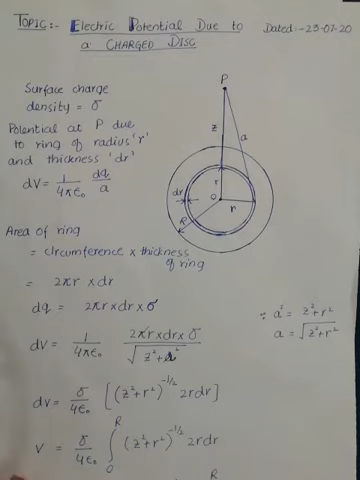 TOPIC:- Electric Potential Due to Dated:-23-07-20
a CHARGED DISC
Surface charge
density = σ
Potential at P due
to ring of radius 'r'
and thickness 'dr'
dV = 1/4πε₀ dq/a
P
z
a
dr
r
O
r
R
Area of ring
= circumference × thickness
of ring
= 2πr × dr
dq = 2πr×dr×σ
∵ a² = z²+r²
a = √z²+r²
dV = 1/4πε₀ 2πr×dr×σ/√z²+r²
dV = σ/4ε₀ [(z²+r²)^-1/2 2rdr]
V = σ/4ε₀ ∫₀^R (z²+r²)^-1/2 2rdr
R